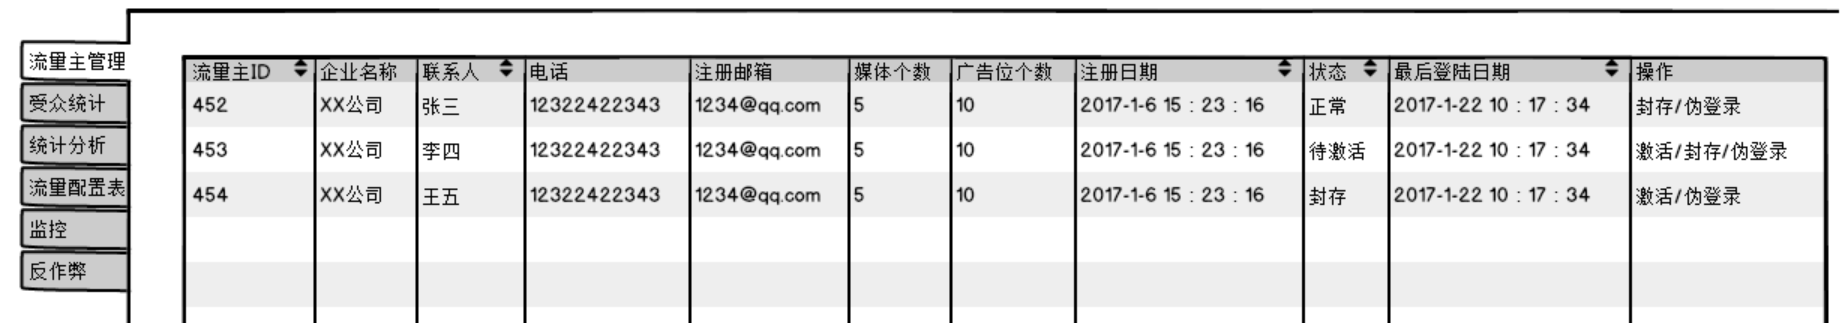 流量主管理
受众统计
统计分析
流量配置表
监控
反作弊
流量主ID 企业名称 联系人 电话 注册邮箱 媒体个数 广告位个数 注册日期 状态 最后登陆日期 操作
452 XX公司 张三 12322422343 1234@qq.com 5 10 2017-1-6 15：23：16 正常 2017-1-22 10：17：34 封存/伪登录
453 XX公司 李四 12322422343 1234@qq.com 5 10 2017-1-6 15：23：16 待激活 2017-1-22 10：17：34 激活/封存/伪登录
454 XX公司 王五 12322422343 1234@qq.com 5 10 2017-1-6 15：23：16 封存 2017-1-22 10：17：34 激活/伪登录